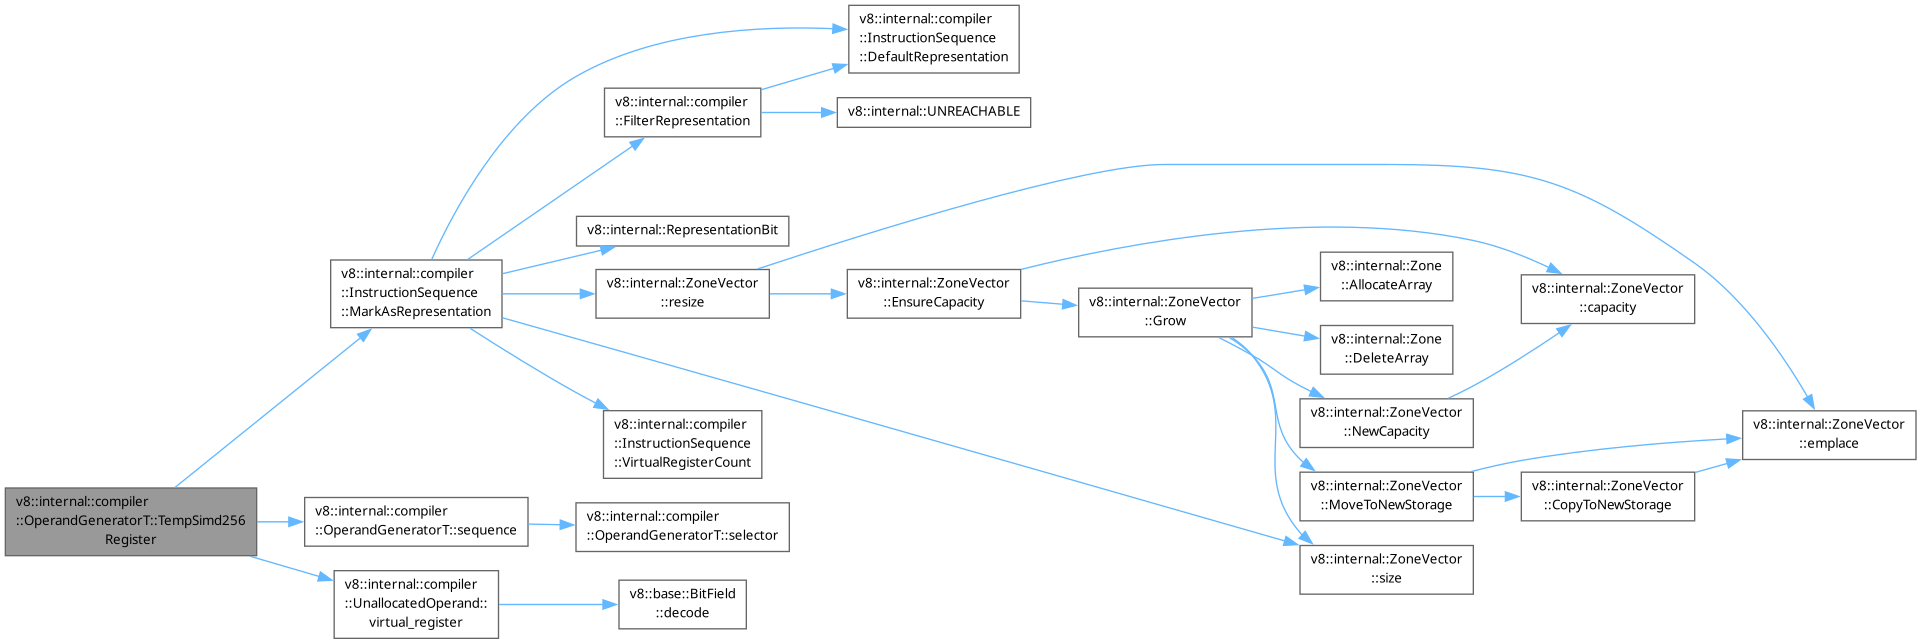 v8::internal::compiler
::OperandGeneratorT::TempSimd256
Register
v8::internal::compiler
::InstructionSequence
::MarkAsRepresentation
v8::internal::compiler
::InstructionSequence
::DefaultRepresentation
v8::internal::compiler
::FilterRepresentation
v8::internal::UNREACHABLE
v8::internal::RepresentationBit
v8::internal::ZoneVector
::resize
v8::internal::ZoneVector
::EnsureCapacity
v8::internal::ZoneVector
::Grow
v8::internal::Zone
::AllocateArray
v8::internal::Zone
::DeleteArray
v8::internal::ZoneVector
::NewCapacity
v8::internal::ZoneVector
::capacity
v8::internal::ZoneVector
::MoveToNewStorage
v8::internal::ZoneVector
::CopyToNewStorage
v8::internal::ZoneVector
::emplace
v8::internal::ZoneVector
::size
v8::internal::compiler
::InstructionSequence
::VirtualRegisterCount
v8::internal::compiler
::OperandGeneratorT::sequence
v8::internal::compiler
::OperandGeneratorT::selector
v8::internal::compiler
::UnallocatedOperand::
virtual_register
v8::base::BitField
::decode